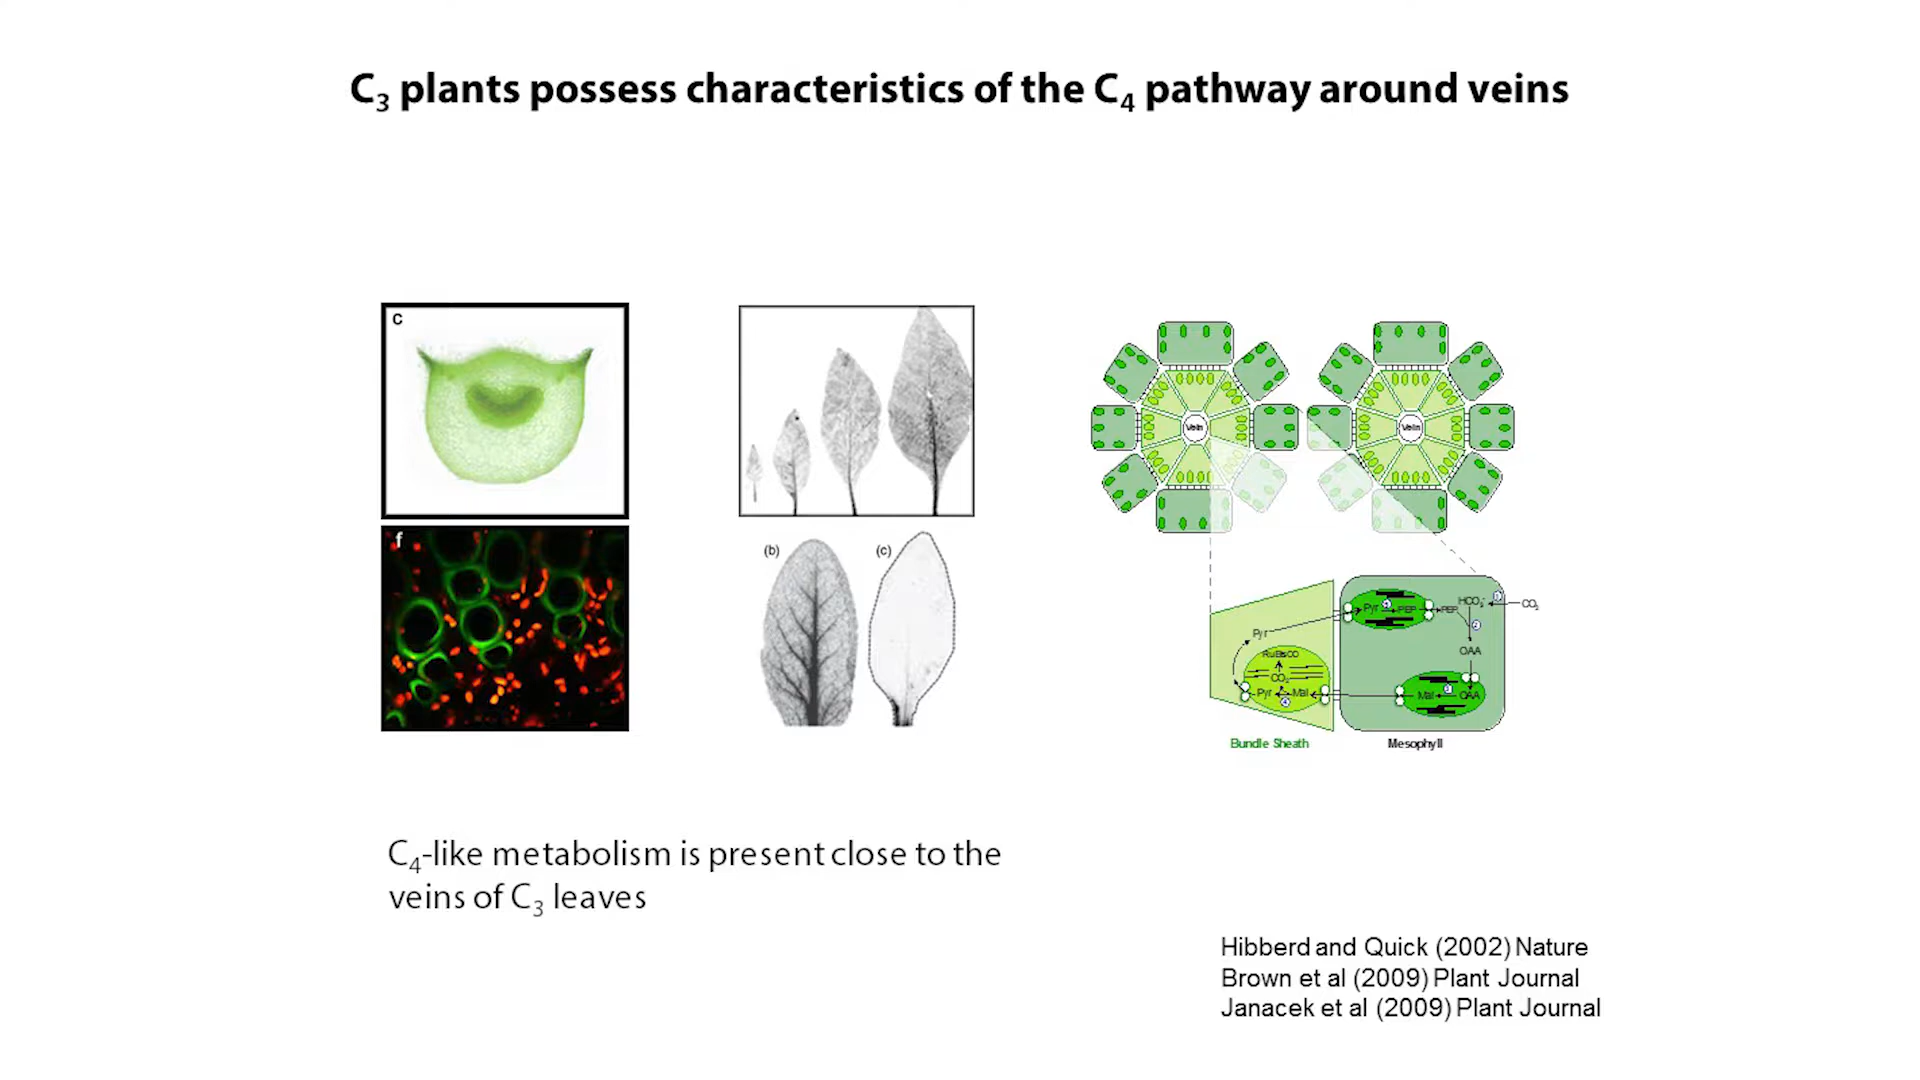 C3 plants possess characteristics of the C4 pathway around veins
c
f
(b)
(c)
Vein
Vein
Pyr
PEP
PEP
HCO3-
CO2
OAA
Pyr
RuBisCO
CO2
Pyr
Mal
Mal
OAA
Bundle Sheath
Mesophyll
C4-like metabolism is present close to the
veins of C3 leaves
Hibberd and Quick (2002) Nature
Brown et al (2009) Plant Journal
Janacek et al (2009) Plant Journal